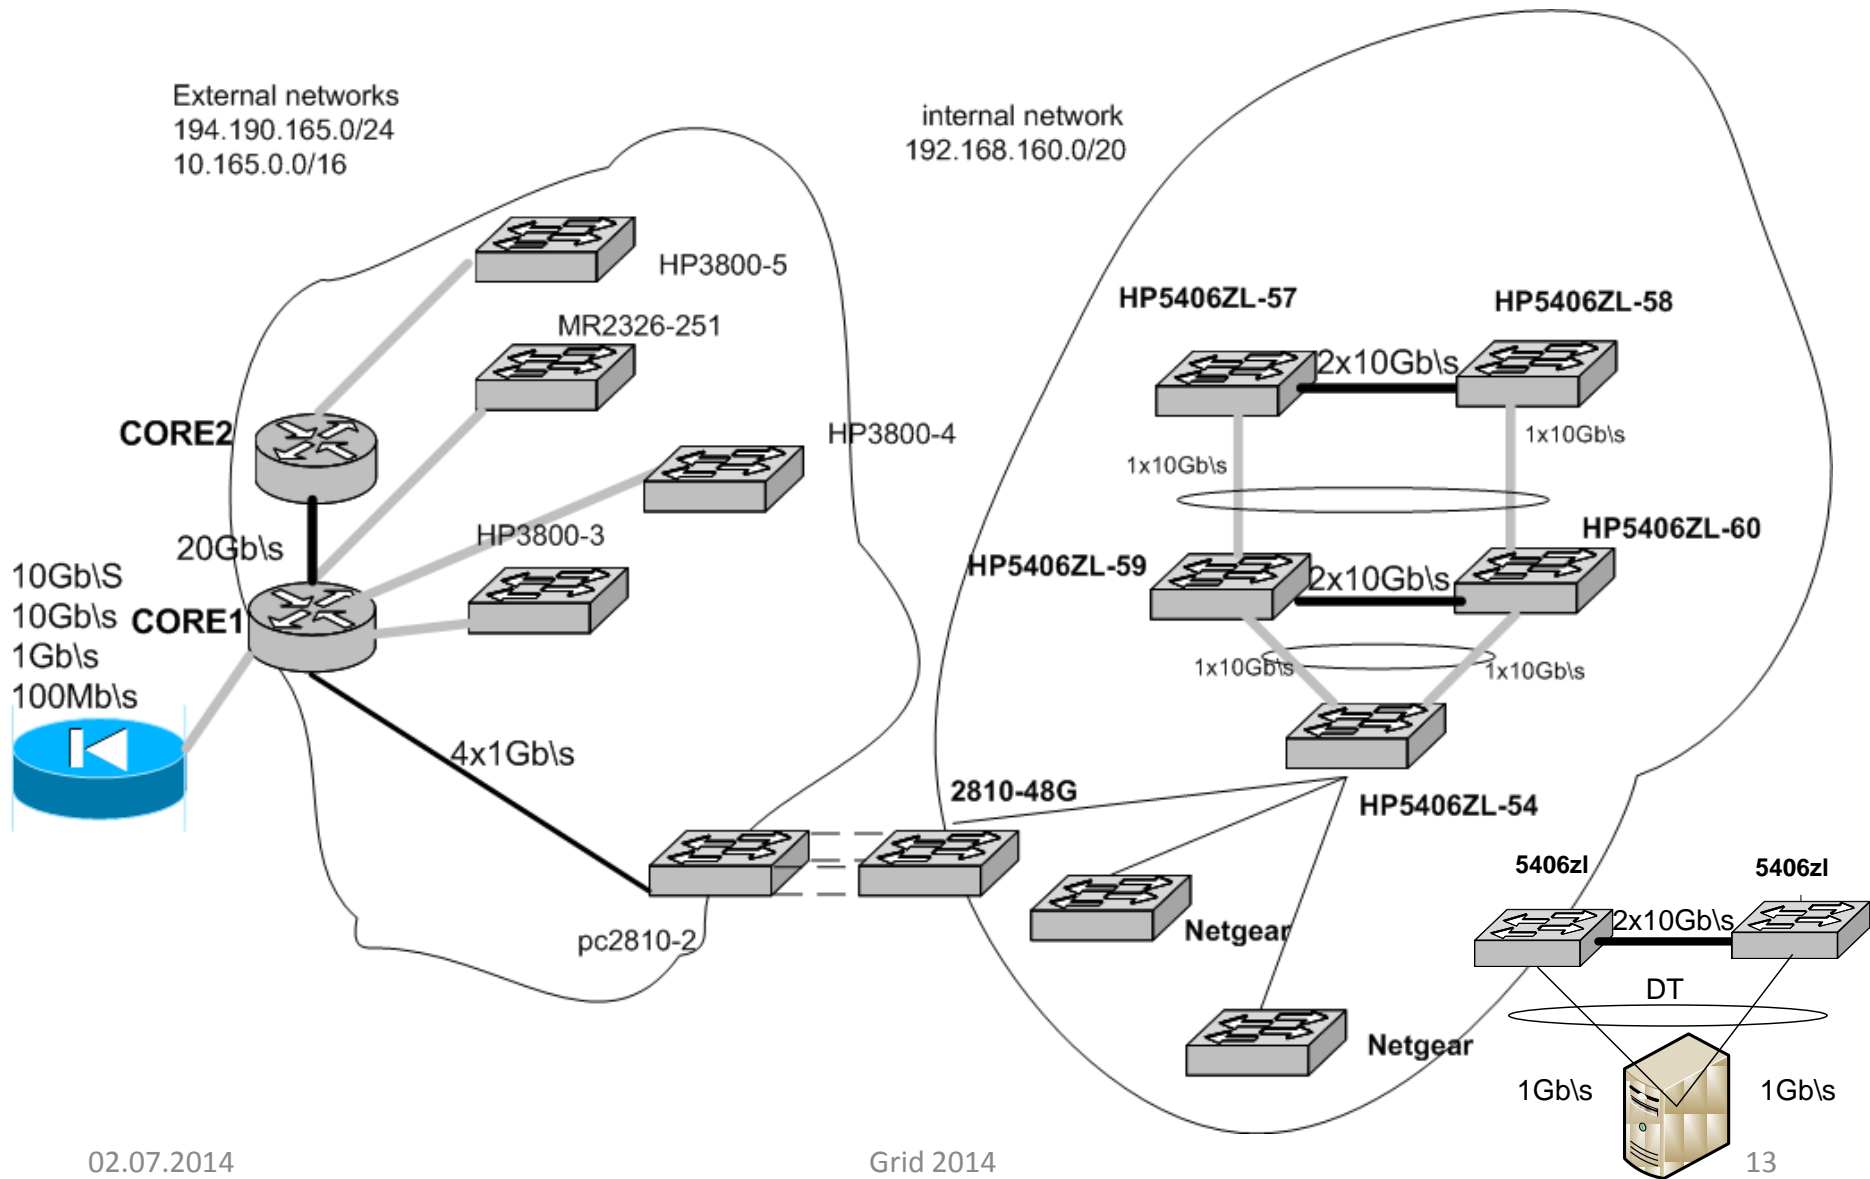 External networks
194.190.165.0/24
10.165.0.0/16
internal network
192.168.160.0/20
HP3800-5
MR2326-251
CORE2
HP3800-4
HP3800-3
20Gb\s
10Gb\S
10Gb\s
CORE1
1Gb\s
100Mb\s
4x1Gb\s
pc2810-2
HP5406ZL-57
HP5406ZL-58
2x10Gb\s
1x10Gb\s
1x10Gb\s
HP5406ZL-60
HP5406ZL-59
2x10Gb\s
1x10Gb\s
1x10Gb\s
2810-48G
HP5406ZL-54
Netgear
Netgear
5406zl
5406zl
2x10Gb\s
DT
1Gb\s
1Gb\s
02.07.2014
Grid 2014
13